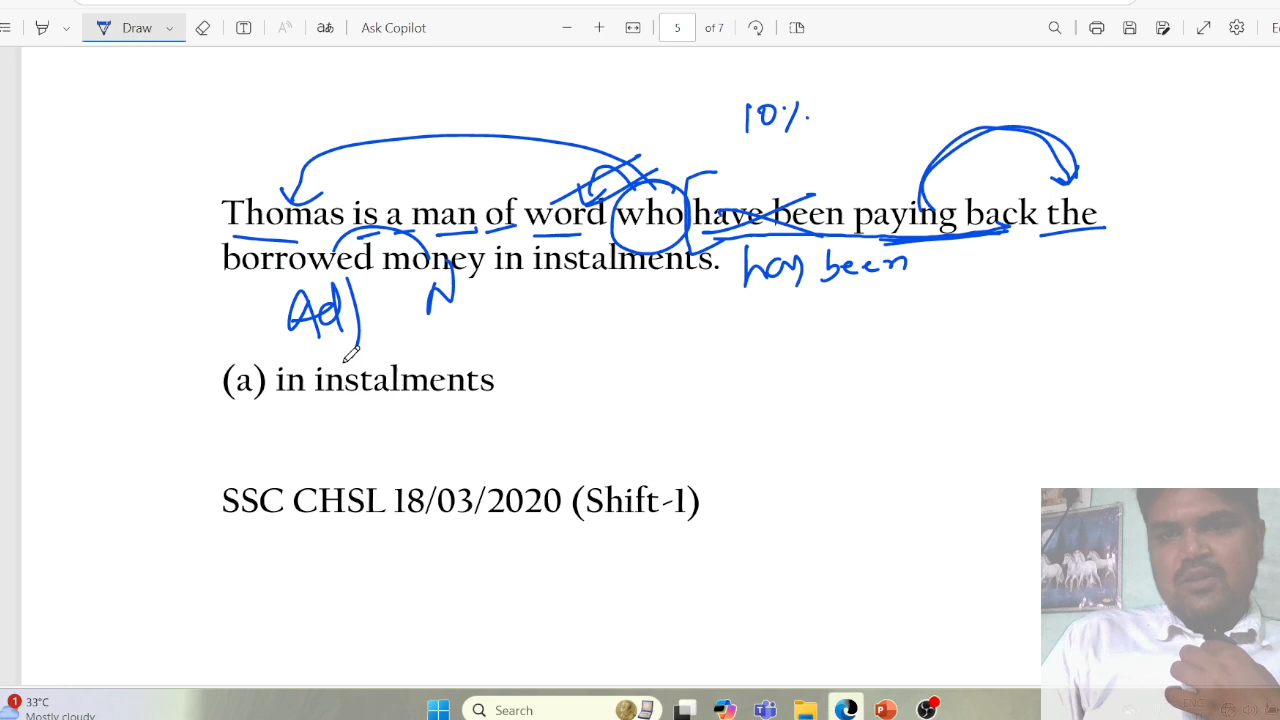 Draw
Ask Copilot
5 of 7
10%
Thomas is a man of word who have been paying back the
borrowed money in instalments.
has been
Adj
N
(a) in instalments
SSC CHSL 18/03/2020 (Shift-1)
1
33°C
Mostly cloudy
Search
ENG